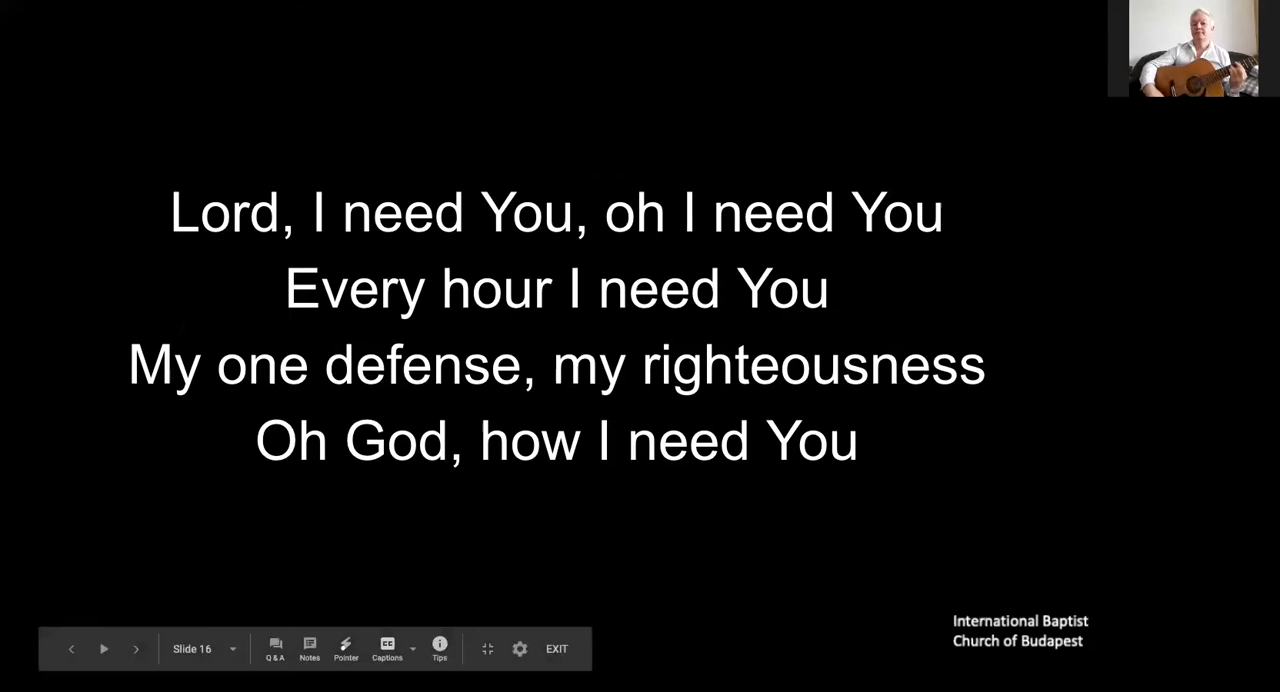 Lord, I need You, oh I need You
Every hour I need You
My one defense, my righteousness
Oh God, how I need You
International Baptist
Church of Budapest
Slide 16
Q & A
Notes
Pointer
CC
Captions
Tips
EXIT